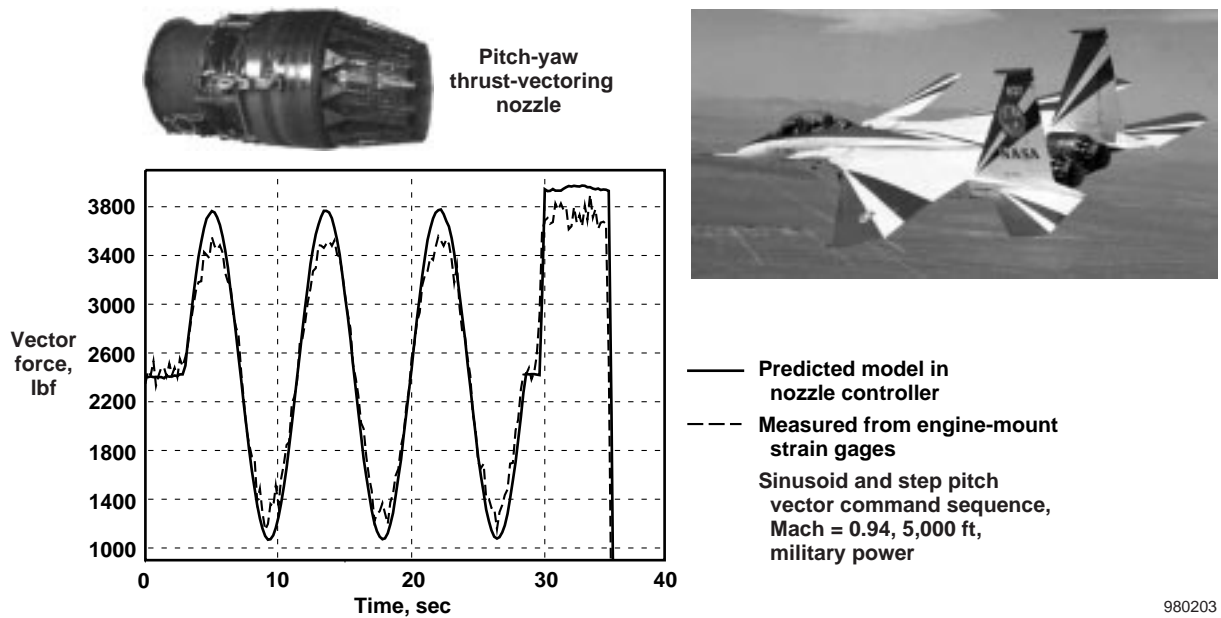 Pitch-yaw
thrust-vectoring
nozzle
NASA
3800
3400
3000
2600
2200
1800
1400
1000
Vector
force,
lbf
0
10
20
30
40
Time, sec
Predicted model in
nozzle controller
Measured from engine-mount
strain gages
Sinusoid and step pitch
vector command sequence,
Mach = 0.94, 5,000 ft,
military power
980203